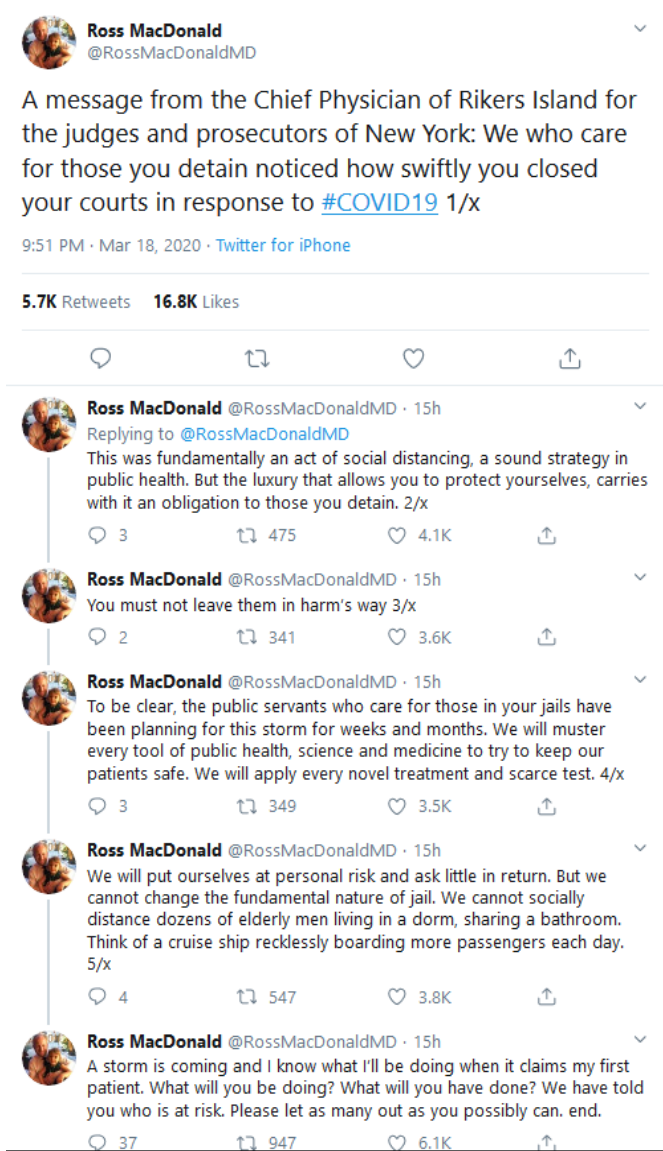 Ross MacDonald
@RossMacDonaldMD
A message from the Chief Physician of Rikers Island for
the judges and prosecutors of New York: We who care
for those you detain noticed how swiftly you closed
your courts in response to #COVID19 1/x
9:51 PM · Mar 18, 2020 · Twitter for iPhone
5.7K Retweets 16.8K Likes
Ross MacDonald @RossMacDonaldMD · 15h
Replying to @RossMacDonaldMD
This was fundamentally an act of social distancing, a sound strategy in
public health. But the luxury that allows you to protect yourselves, carries
with it an obligation to those you detain. 2/x
3 475 4.1K
Ross MacDonald @RossMacDonaldMD · 15h
You must not leave them in harm's way 3/x
2 341 3.6K
Ross MacDonald @RossMacDonaldMD · 15h
To be clear, the public servants who care for those in your jails have
been planning for this storm for weeks and months. We will muster
every tool of public health, science and medicine to try to keep our
patients safe. We will apply every novel treatment and scarce test. 4/x
3 349 3.5K
Ross MacDonald @RossMacDonaldMD · 15h
We will put ourselves at personal risk and ask little in return. But we
cannot change the fundamental nature of jail. We cannot socially
distance dozens of elderly men living in a dorm, sharing a bathroom.
Think of a cruise ship recklessly boarding more passengers each day.
5/x
4 547 3.8K
Ross MacDonald @RossMacDonaldMD · 15h
A storm is coming and I know what I'll be doing when it claims my first
patient. What will you be doing? What will you have done? We have told
you who is at risk. Please let as many out as you possibly can. end.
37 947 6.1K